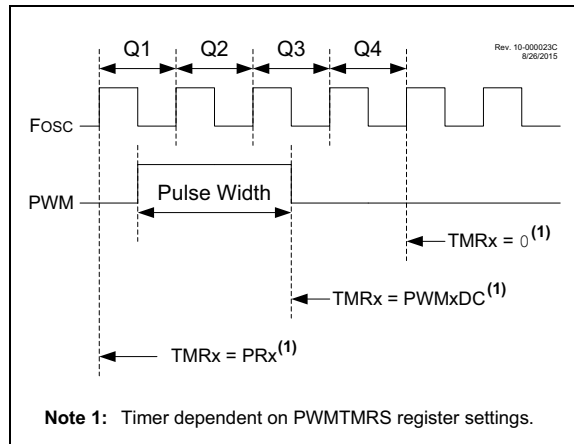 Q1 Q2 Q3 Q4
Rev. 10-000023C
8/26/2015
FOSC
Pulse Width
PWM
TMRx = 0(1)
TMRx = PWMxDC(1)
TMRx = PRx(1)
Note 1: Timer dependent on PWMTMRS register settings.